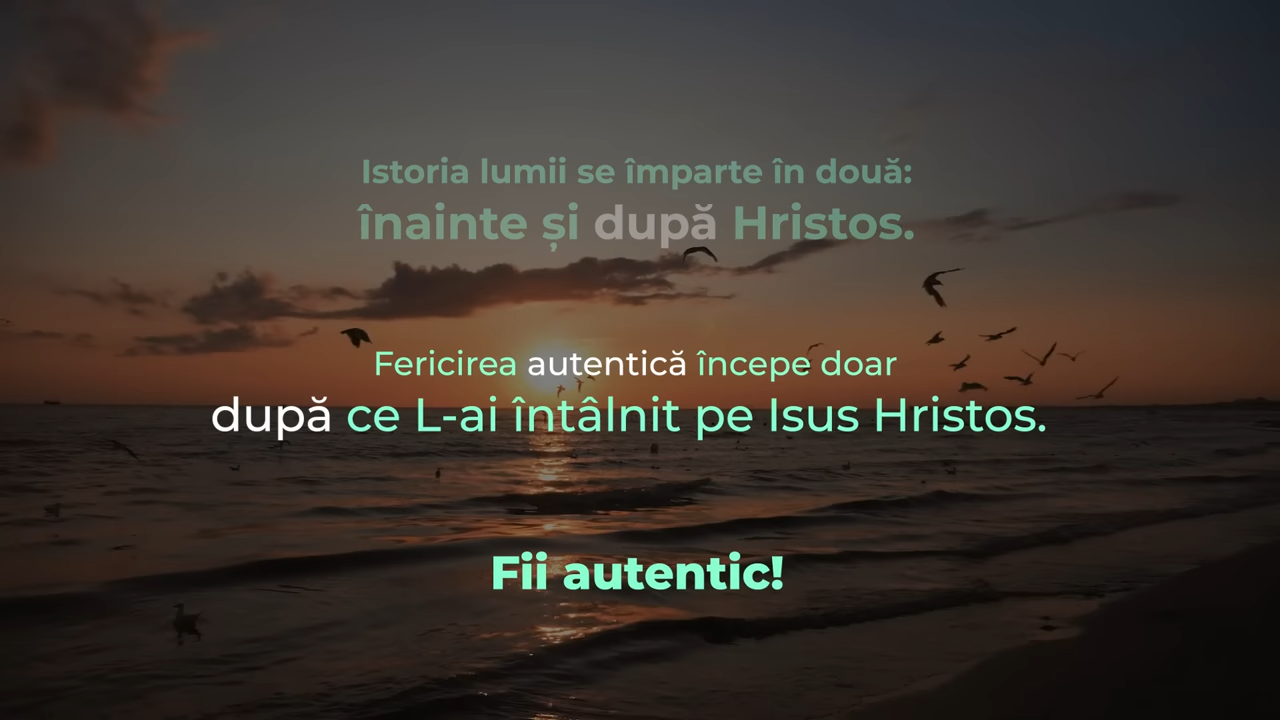 Istoria lumii se împarte în două:
înainte și după Hristos.
Fericirea autentică începe doar
după ce L-ai întâlnit pe Isus Hristos.
Fii autentic!